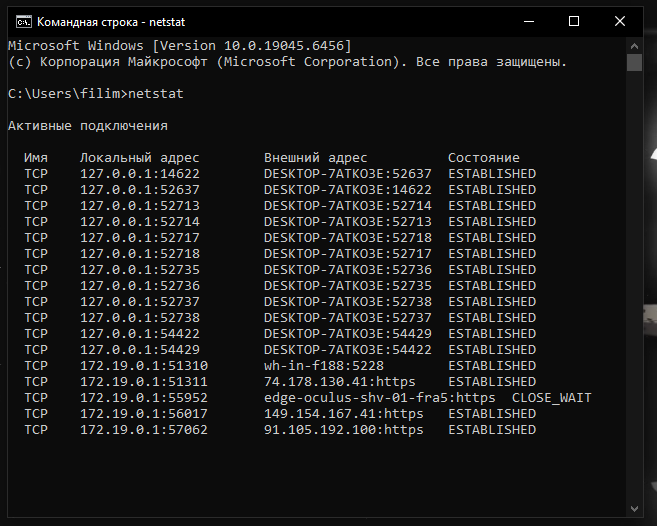 Командная строка - netstat
Microsoft Windows [Version 10.0.19045.6456]
(c) Корпорация Майкрософт (Microsoft Corporation). Все права защищены.
C:\Users\filim>netstat
Активные подключения
Имя Локальный адрес Внешний адрес Состояние
TCP 127.0.0.1:14622 DESKTOP-7ATKO3E:52637 ESTABLISHED
TCP 127.0.0.1:52637 DESKTOP-7ATKO3E:14622 ESTABLISHED
TCP 127.0.0.1:52713 DESKTOP-7ATKO3E:52714 ESTABLISHED
TCP 127.0.0.1:52714 DESKTOP-7ATKO3E:52713 ESTABLISHED
TCP 127.0.0.1:52717 DESKTOP-7ATKO3E:52718 ESTABLISHED
TCP 127.0.0.1:52718 DESKTOP-7ATKO3E:52717 ESTABLISHED
TCP 127.0.0.1:52735 DESKTOP-7ATKO3E:52736 ESTABLISHED
TCP 127.0.0.1:52736 DESKTOP-7ATKO3E:52735 ESTABLISHED
TCP 127.0.0.1:52737 DESKTOP-7ATKO3E:52738 ESTABLISHED
TCP 127.0.0.1:52738 DESKTOP-7ATKO3E:52737 ESTABLISHED
TCP 127.0.0.1:54422 DESKTOP-7ATKO3E:54429 ESTABLISHED
TCP 127.0.0.1:54429 DESKTOP-7ATKO3E:54422 ESTABLISHED
TCP 172.19.0.1:51310 wh-in-f188:5228 ESTABLISHED
TCP 172.19.0.1:51311 74.178.130.41:https ESTABLISHED
TCP 172.19.0.1:55952 edge-oculus-shv-01-fra5:https CLOSE_WAIT
TCP 172.19.0.1:56017 149.154.167.41:https ESTABLISHED
TCP 172.19.0.1:57062 91.105.192.100:https ESTABLISHED